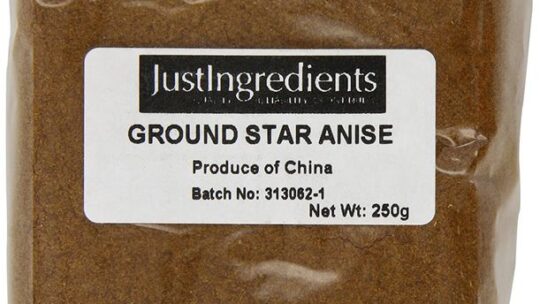 JustIngredients
GROUND STAR ANISE
Produce of China
Batch No: 313062-1
Net Wt: 250g